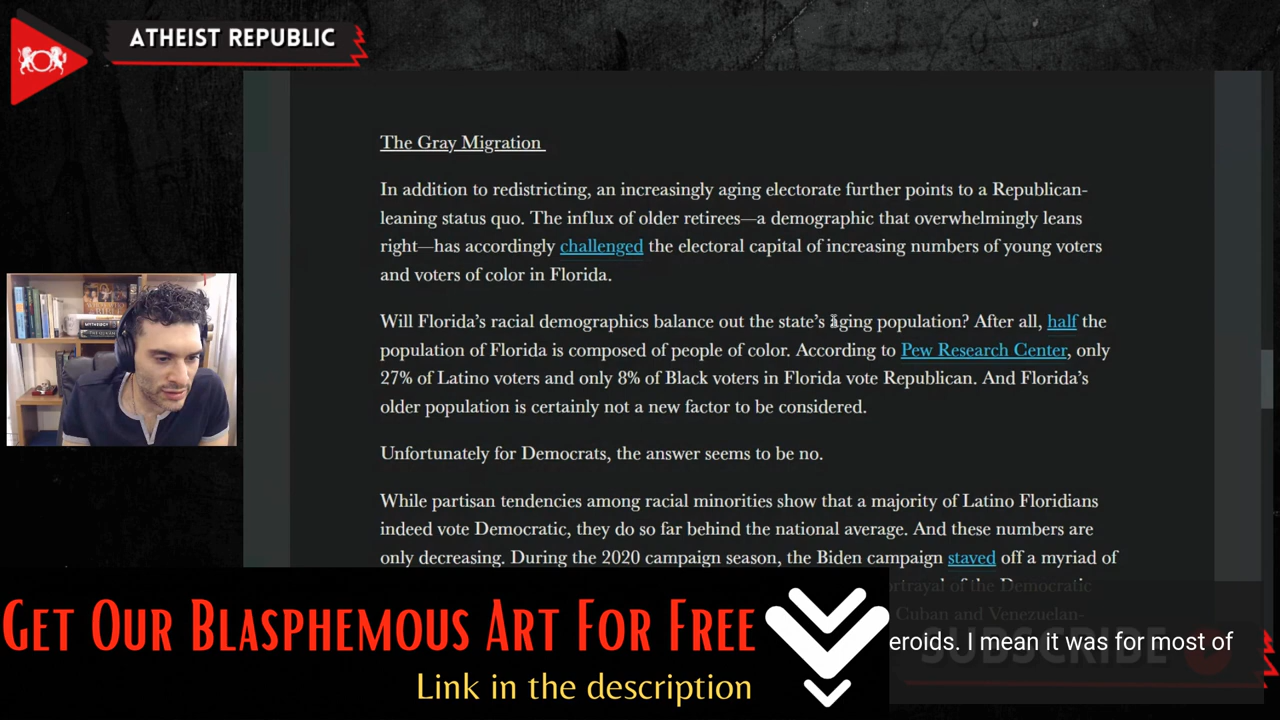 ATHEIST REPUBLIC
The Gray Migration
In addition to redistricting, an increasingly aging electorate further points to a Republican-
leaning status quo. The influx of older retirees—a demographic that overwhelmingly leans
right—has accordingly challenged the electoral capital of increasing numbers of young voters
and voters of color in Florida.
Will Florida's racial demographics balance out the state's aging population? After all, half the
population of Florida is composed of people of color. According to Pew Research Center, only
27% of Latino voters and only 8% of Black voters in Florida vote Republican. And Florida's
older population is certainly not a new factor to be considered.
Unfortunately for Democrats, the answer seems to be no.
While partisan tendencies among racial minorities show that a majority of Latino Floridians
indeed vote Democratic, they do so far behind the national average. And these numbers are
only decreasing. During the 2020 campaign season, the Biden campaign staved off a myriad of
of the Democratic
Cuban and Venezuelan-
eroids. I mean it was for most of
SUBSCRIBE
GET OUR BLASPHEMOUS ART FOR FREE
Link in the description